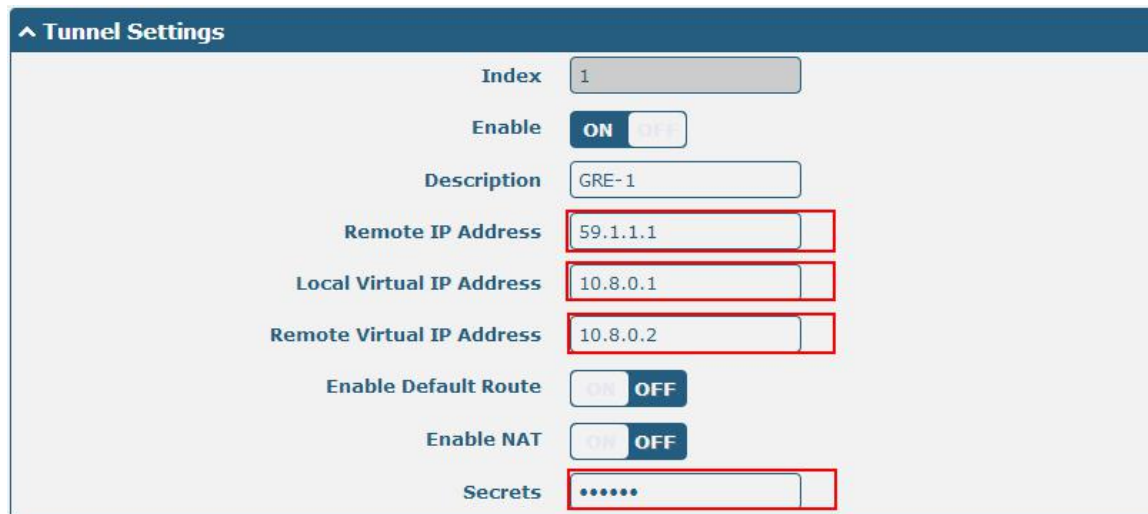 Tunnel Settings
Index 1
Enable ON OFF
Description GRE-1
Remote IP Address 59.1.1.1
Local Virtual IP Address 10.8.0.1
Remote Virtual IP Address 10.8.0.2
Enable Default Route ON OFF
Enable NAT ON OFF
Secrets ••••••